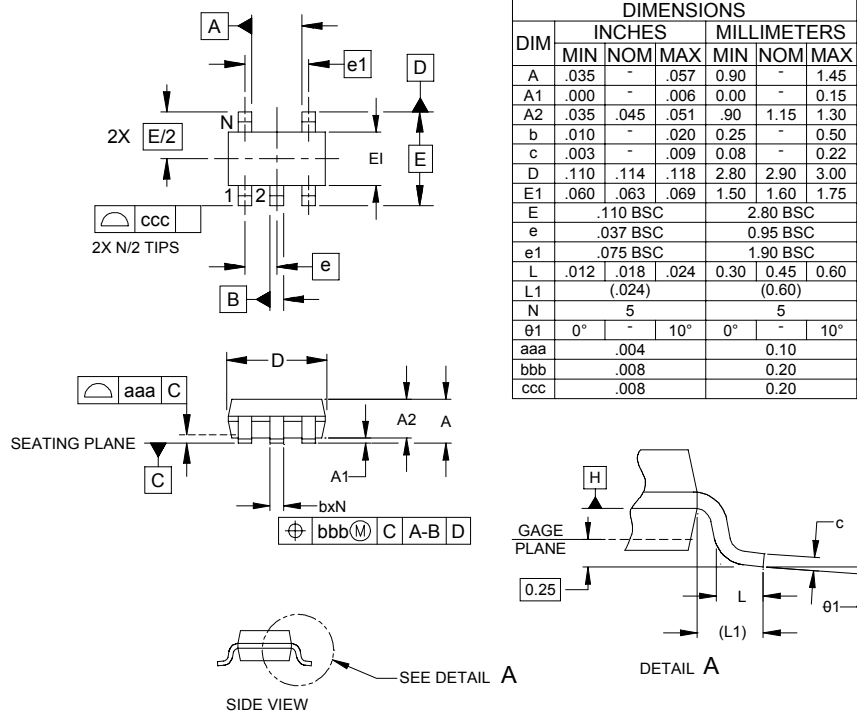 A
e1
D
2X E/2
N
EI
E
1 2
ccc
2X N/2 TIPS
e
B
D
aaa C
A2 A
SEATING PLANE
C
A1
bxN
bbb Ⓜ C A-B D
SEE DETAIL A
SIDE VIEW
DIMENSIONS
DIM INCHES MILLIMETERS
MIN NOM MAX MIN NOM MAX
A .035 - .057 0.90 - 1.45
A1 .000 - .006 0.00 - 0.15
A2 .035 .045 .051 .90 1.15 1.30
b .010 - .020 0.25 - 0.50
c .003 - .009 0.08 - 0.22
D .110 .114 .118 2.80 2.90 3.00
E1 .060 .063 .069 1.50 1.60 1.75
E .110 BSC 2.80 BSC
e .037 BSC 0.95 BSC
e1 .075 BSC 1.90 BSC
L .012 .018 .024 0.30 0.45 0.60
L1 (.024) (0.60)
N 5 5
θ1 0° - 10° 0° - 10°
aaa .004 0.10
bbb .008 0.20
ccc .008 0.20
H
GAGE
PLANE
0.25
c
L
θ1
(L1)
DETAIL A